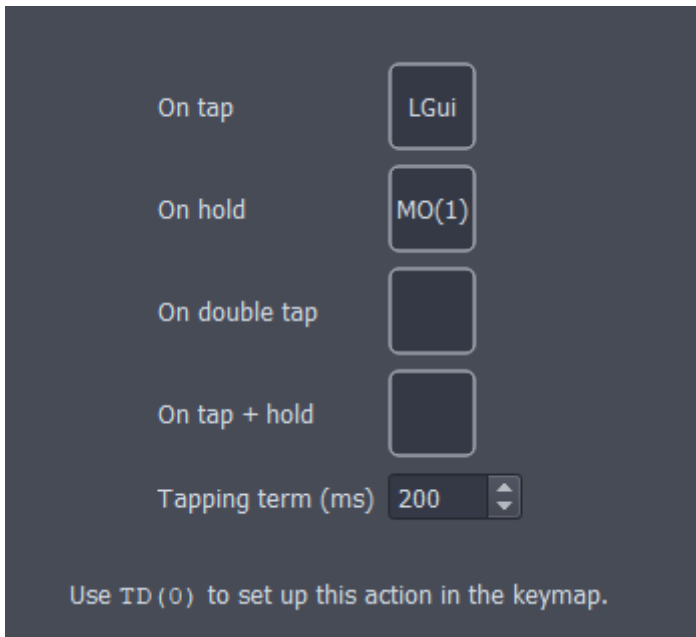 On tap LGui
On hold MO(1)
On double tap
On tap + hold
Tapping term (ms) 200
Use TD(0) to set up this action in the keymap.